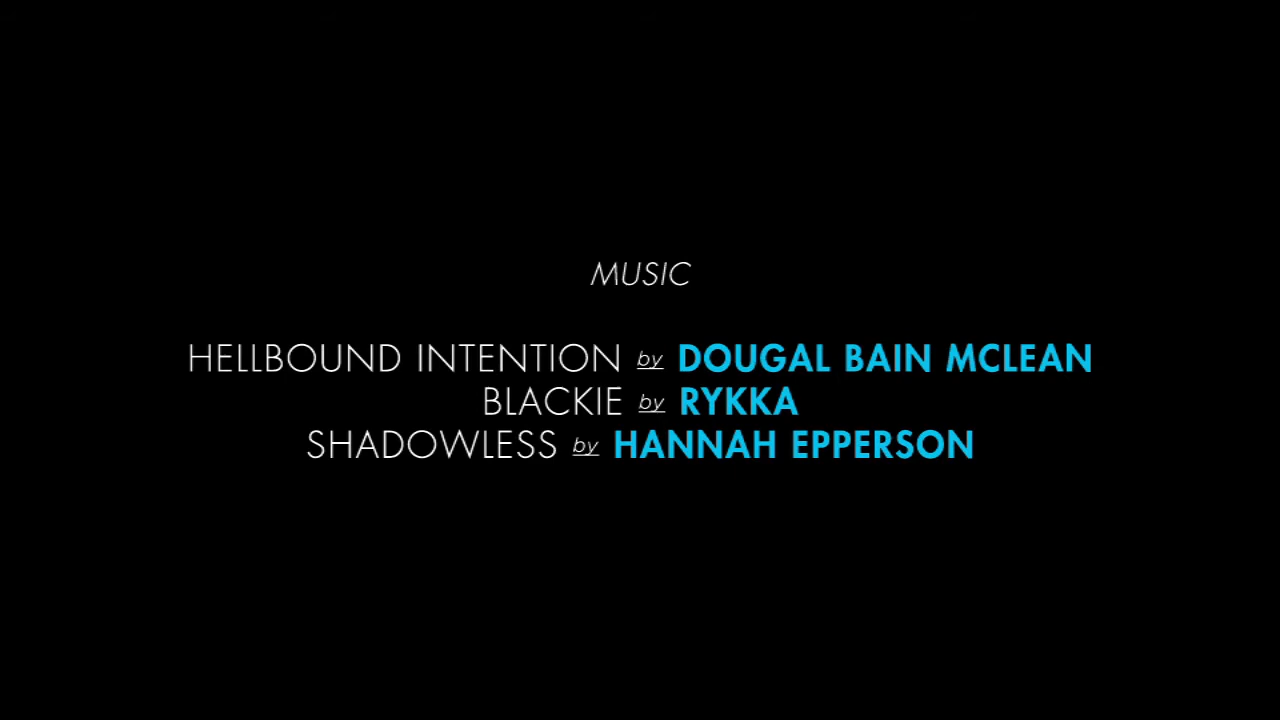 MUSIC
HELLBOUND INTENTION by DOUGAL BAIN MCLEAN
BLACKIE by RYKKA
SHADOWLESS by HANNAH EPPERSON